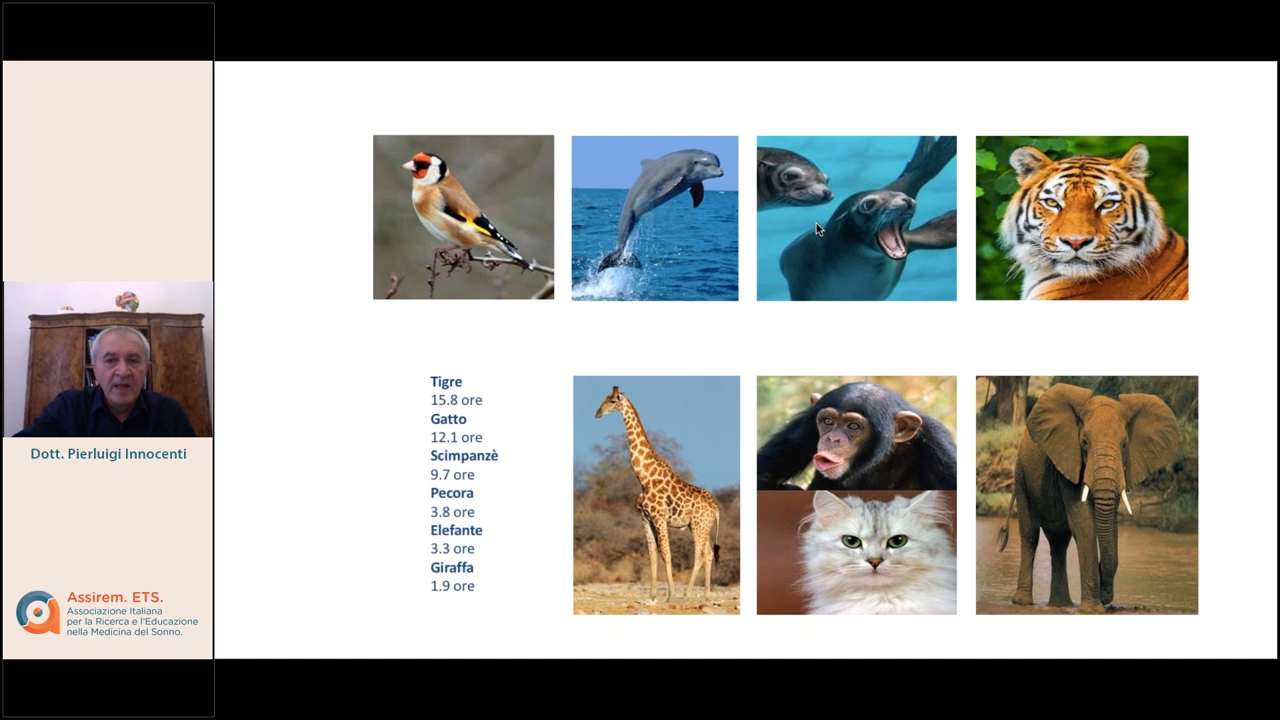 Tigre
15.8 ore
Gatto
12.1 ore
Scimpanzè
9.7 ore
Pecora
3.8 ore
Elefante
3.3 ore
Giraffa
1.9 ore
Dott. Pierluigi Innocenti
Assirem. ETS.
Associazione Italiana
per la Ricerca e l'Educazione
nella Medicina del Sonno.